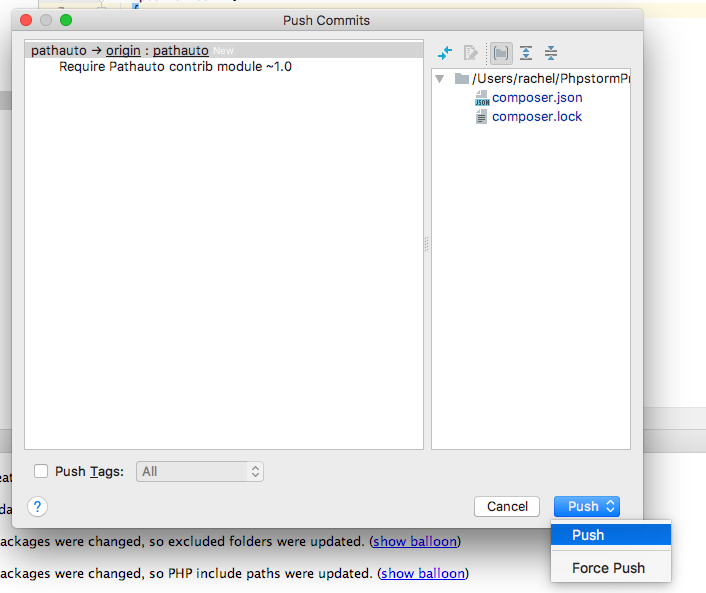 Push Commits
pathauto → origin : pathauto New
Require Pathauto contrib module ~1.0
/Users/rachel/PhpstormPr
JSON
composer.json
composer.lock
Push Tags:
All
?
Cancel
Push
Push
Force Push
ackages were changed, so excluded folders were updated. (show balloon)
ackages were changed, so PHP include paths were updated. (show balloon)